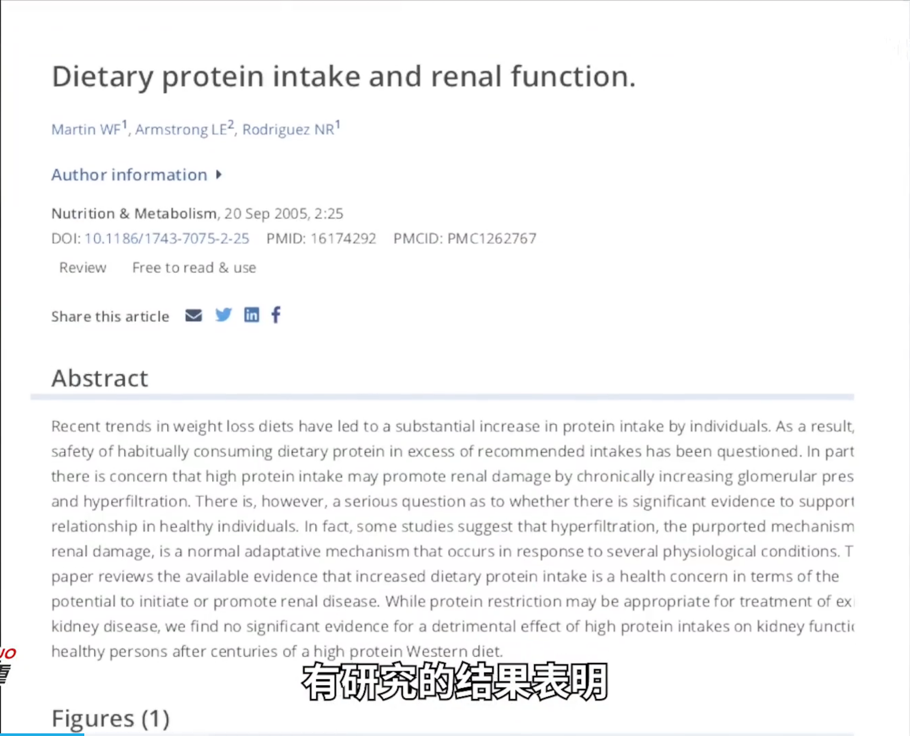 Dietary protein intake and renal function.
Martin WF1, Armstrong LE2, Rodriguez NR1
Author information
Nutrition & Metabolism, 20 Sep 2005, 2:25
DOI: 10.1186/1743-7075-2-25 PMID: 16174292 PMCID: PMC1262767
Review Free to read & use
Share this article
Abstract
Recent trends in weight loss diets have led to a substantial increase in protein intake by individuals. As a result,
safety of habitually consuming dietary protein in excess of recommended intakes has been questioned. In part
there is concern that high protein intake may promote renal damage by chronically increasing glomerular pres
and hyperfiltration. There is, however, a serious question as to whether there is significant evidence to support
relationship in healthy individuals. In fact, some studies suggest that hyperfiltration, the purported mechanism
renal damage, is a normal adaptative mechanism that occurs in response to several physiological conditions. T
paper reviews the available evidence that increased dietary protein intake is a health concern in terms of the
potential to initiate or promote renal disease. While protein restriction may be appropriate for treatment of ex
kidney disease, we find no significant evidence for a detrimental effect of high protein intakes on kidney functic
healthy persons after centuries of a high protein Western diet.
有研究的结果表明
Figures (1)